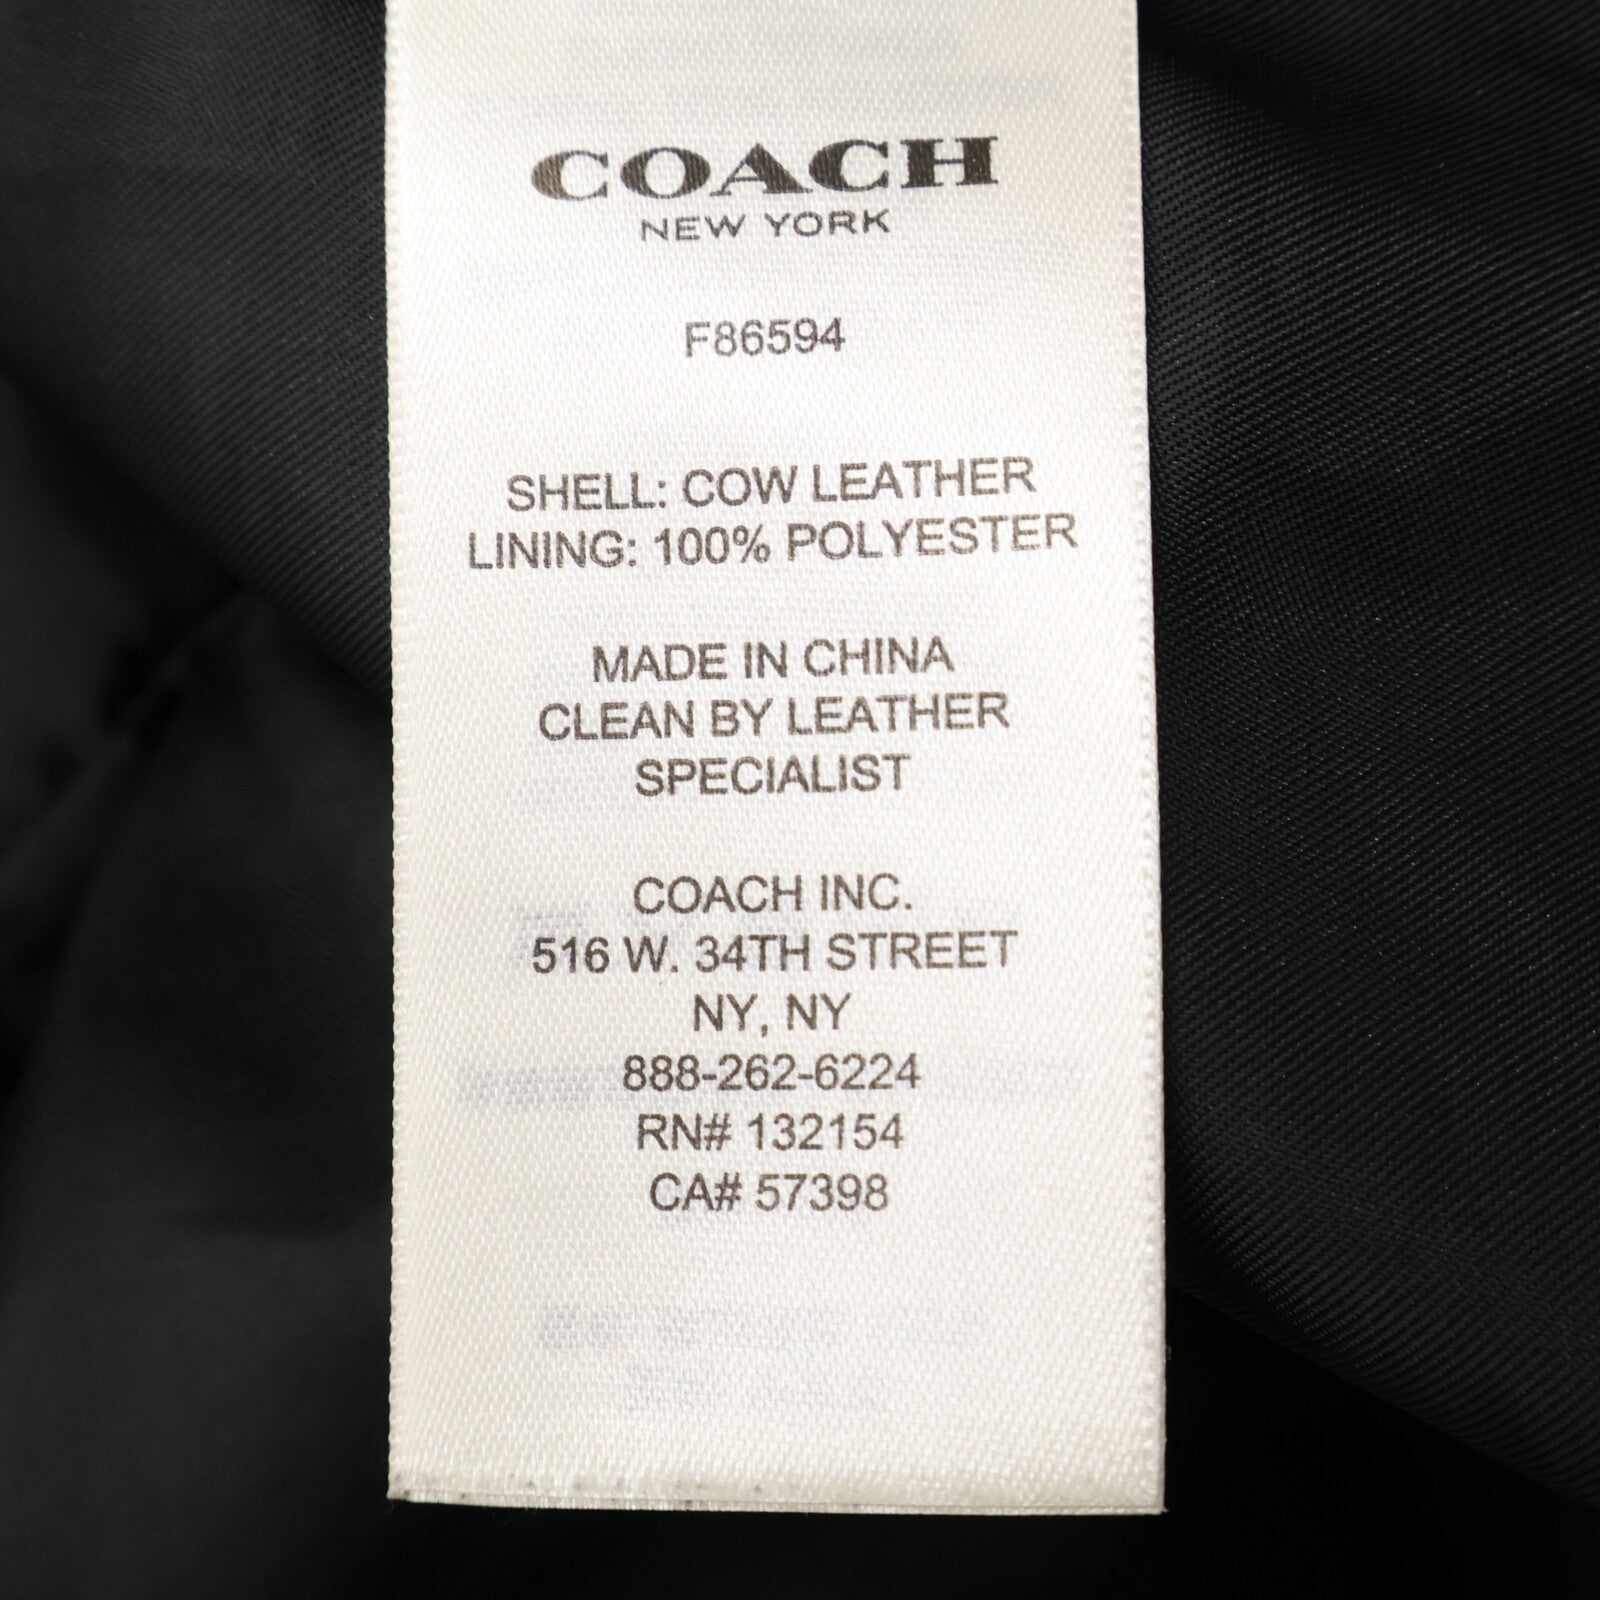 COACH
NEW YORK
F86594
SHELL: COW LEATHER
LINING: 100% POLYESTER
MADE IN CHINA
CLEAN BY LEATHER
SPECIALIST
COACH INC.
516 W. 34TH STREET
NY, NY
888-262-6224
RN# 132154
CA# 57398